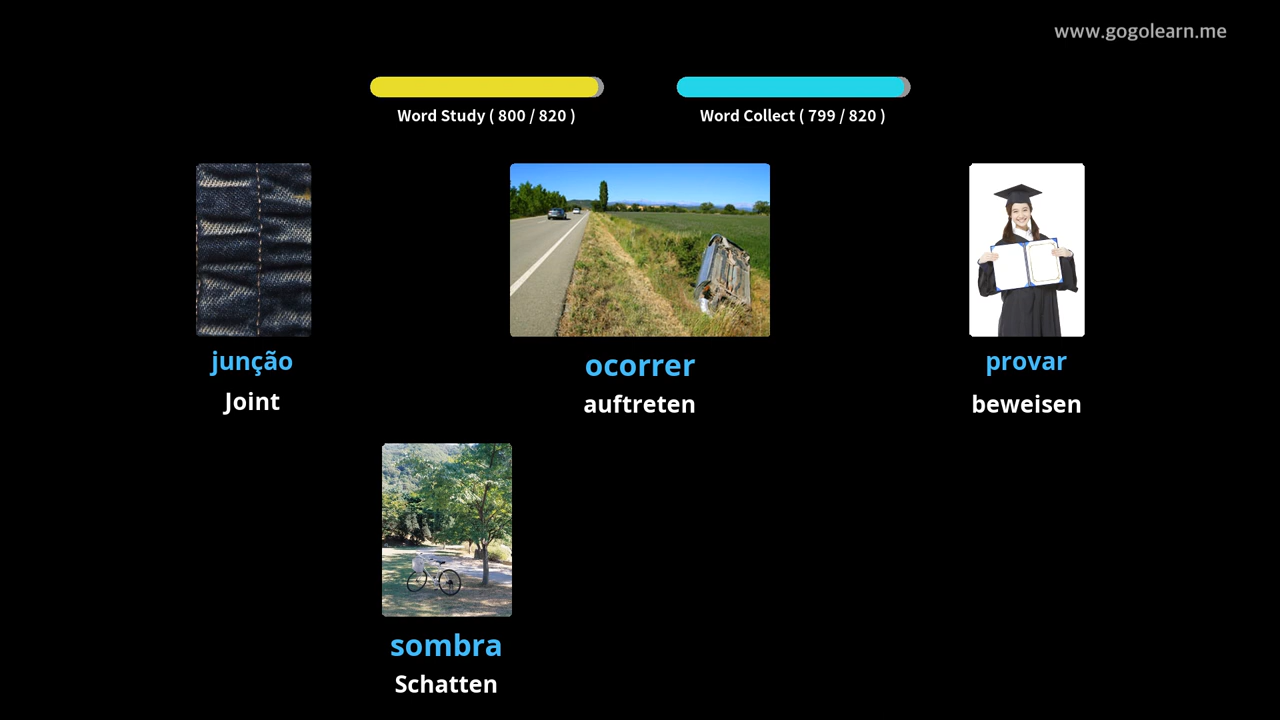 www.gogolearn.me
Word Study ( 800 / 820 )
Word Collect ( 799 / 820 )
junção
Joint
ocorrer
auftreten
provar
beweisen
sombra
Schatten